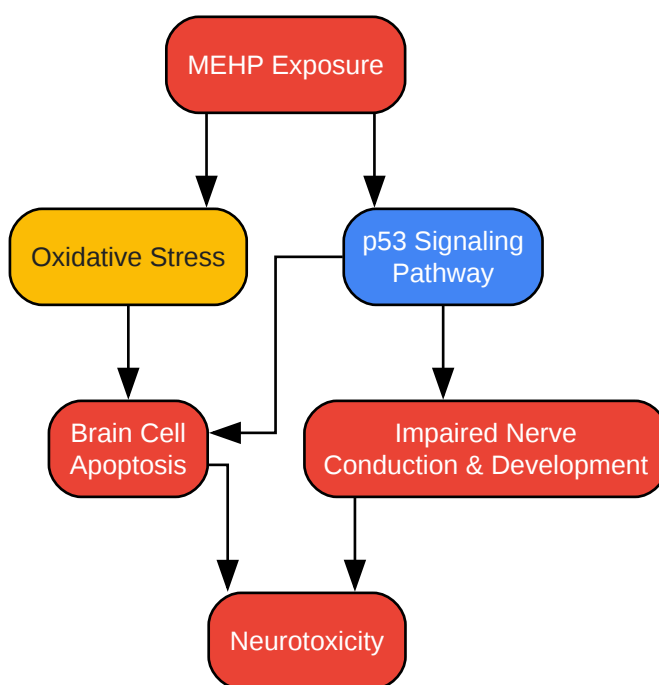 MEHP Exposure
Oxidative Stress
p53 Signaling
Pathway
Brain Cell
Apoptosis
Impaired Nerve
Conduction & Development
Neurotoxicity